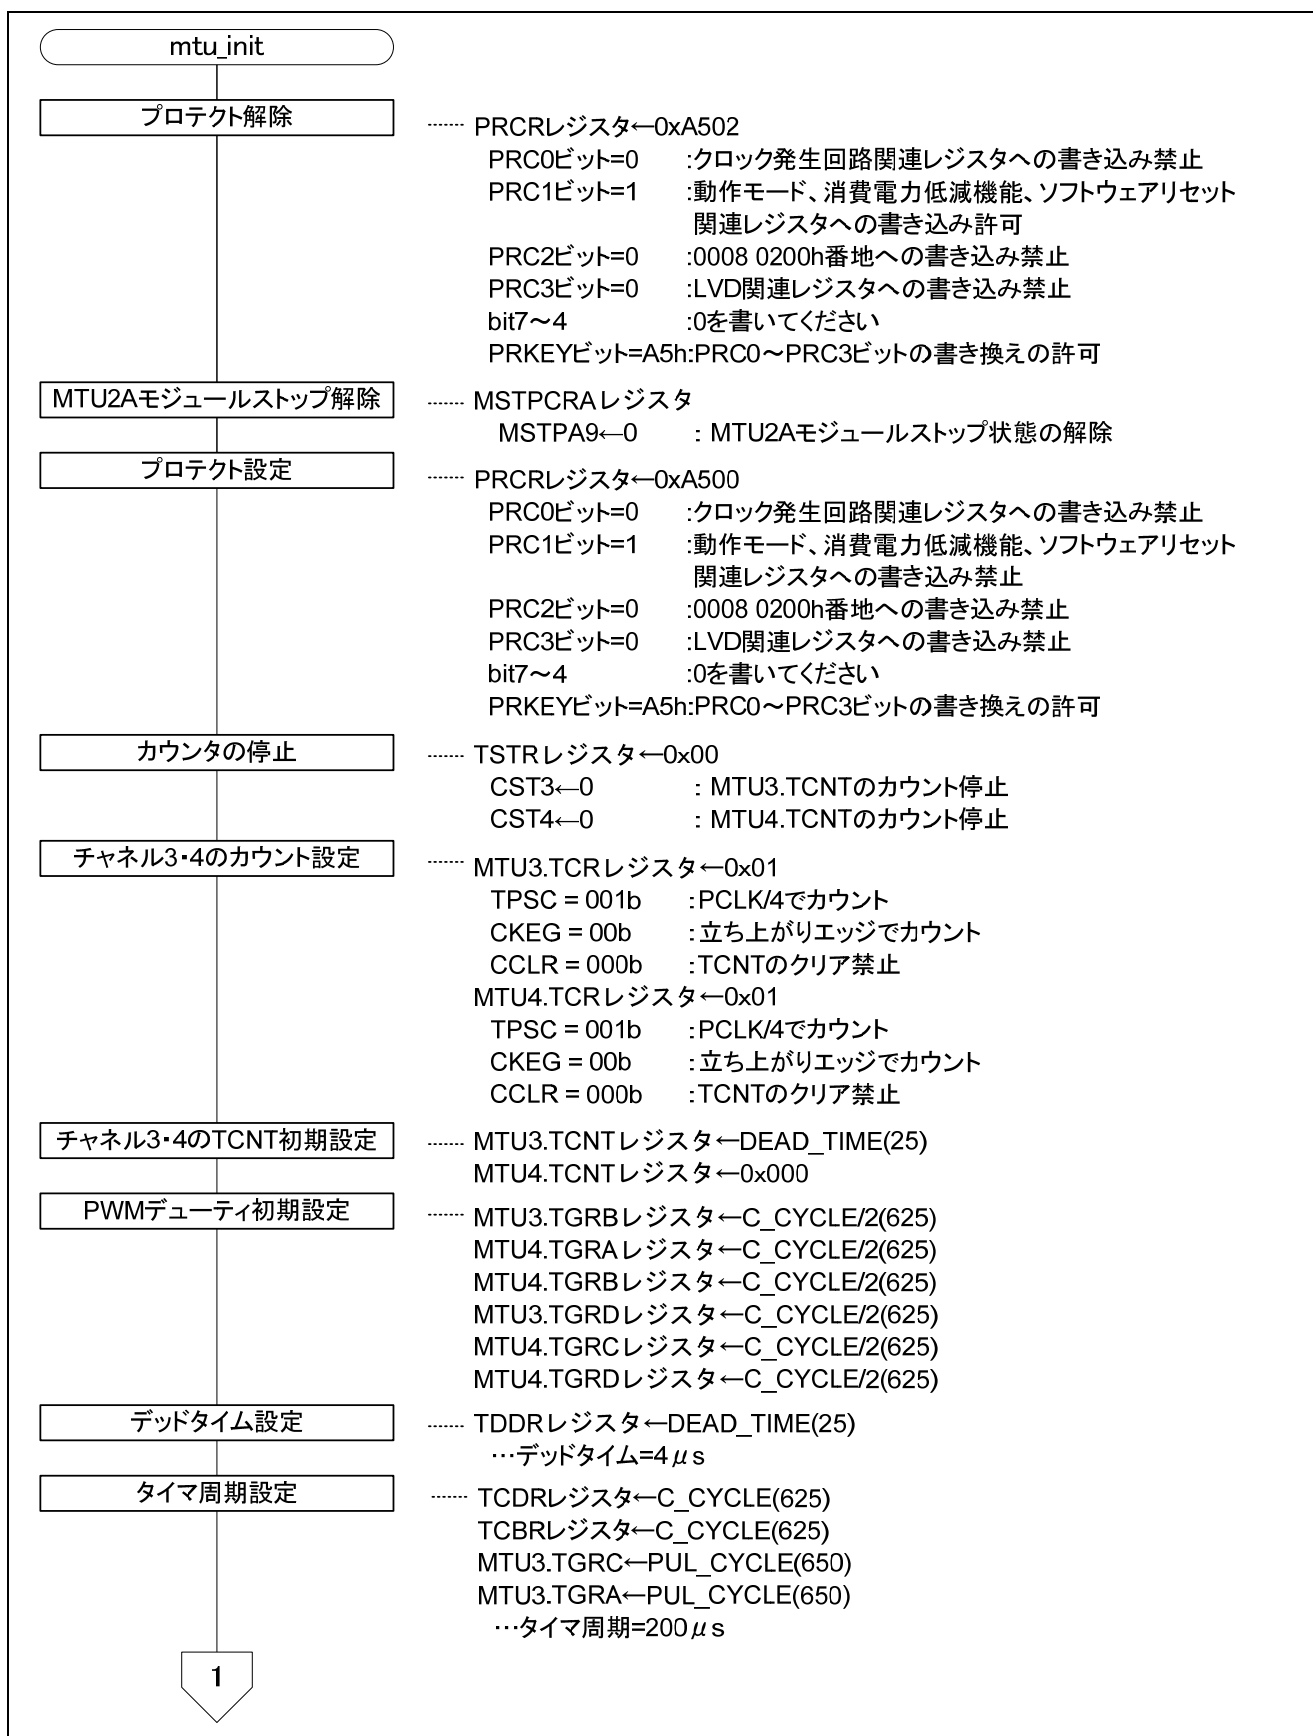 mtu_init
プロテクト解除
PRCRレジスタ←0xA502
PRC0ビット=0 :クロック発生回路関連レジスタへの書き込み禁止
PRC1ビット=1 :動作モード、消費電力低減機能、ソフトウェアリセット
関連レジスタへの書き込み許可
PRC2ビット=0 :0008 0200h番地への書き込み禁止
PRC3ビット=0 :LVD関連レジスタへの書き込み禁止
bit7～4 :0を書いてください
PRKEYビット=A5h:PRC0～PRC3ビットの書き換えの許可
MTU2Aモジュールストップ解除
MSTPCRAレジスタ
MSTPA9←0 : MTU2Aモジュールストップ状態の解除
プロテクト設定
PRCRレジスタ←0xA500
PRC0ビット=0 :クロック発生回路関連レジスタへの書き込み禁止
PRC1ビット=1 :動作モード、消費電力低減機能、ソフトウェアリセット
関連レジスタへの書き込み禁止
PRC2ビット=0 :0008 0200h番地への書き込み禁止
PRC3ビット=0 :LVD関連レジスタへの書き込み禁止
bit7～4 :0を書いてください
PRKEYビット=A5h:PRC0～PRC3ビットの書き換えの許可
カウンタの停止
TSTRレジスタ←0x00
CST3←0 : MTU3.TCNTのカウント停止
CST4←0 : MTU4.TCNTのカウント停止
チャネル3・4のカウント設定
MTU3.TCRレジスタ←0x01
TPSC = 001b :PCLK/4でカウント
CKEG = 00b :立ち上がりエッジでカウント
CCLR = 000b :TCNTのクリア禁止
MTU4.TCRレジスタ←0x01
TPSC = 001b :PCLK/4でカウント
CKEG = 00b :立ち上がりエッジでカウント
CCLR = 000b :TCNTのクリア禁止
チャネル3・4のTCNT初期設定
MTU3.TCNTレジスタ←DEAD_TIME(25)
MTU4.TCNTレジスタ←0x000
PWMデューティ初期設定
MTU3.TGRBレジスタ←C_CYCLE/2(625)
MTU4.TGRAレジスタ←C_CYCLE/2(625)
MTU4.TGRBレジスタ←C_CYCLE/2(625)
MTU3.TGRDレジスタ←C_CYCLE/2(625)
MTU4.TGRCレジスタ←C_CYCLE/2(625)
MTU4.TGRDレジスタ←C_CYCLE/2(625)
デッドタイム設定
TDDRレジスタ←DEAD_TIME(25)
…デッドタイム=4μs
タイマ周期設定
TCDRレジスタ←C_CYCLE(625)
TCBRレジスタ←C_CYCLE(625)
MTU3.TGRC←PUL_CYCLE(650)
MTU3.TGRA←PUL_CYCLE(650)
…タイマ周期=200μs
1